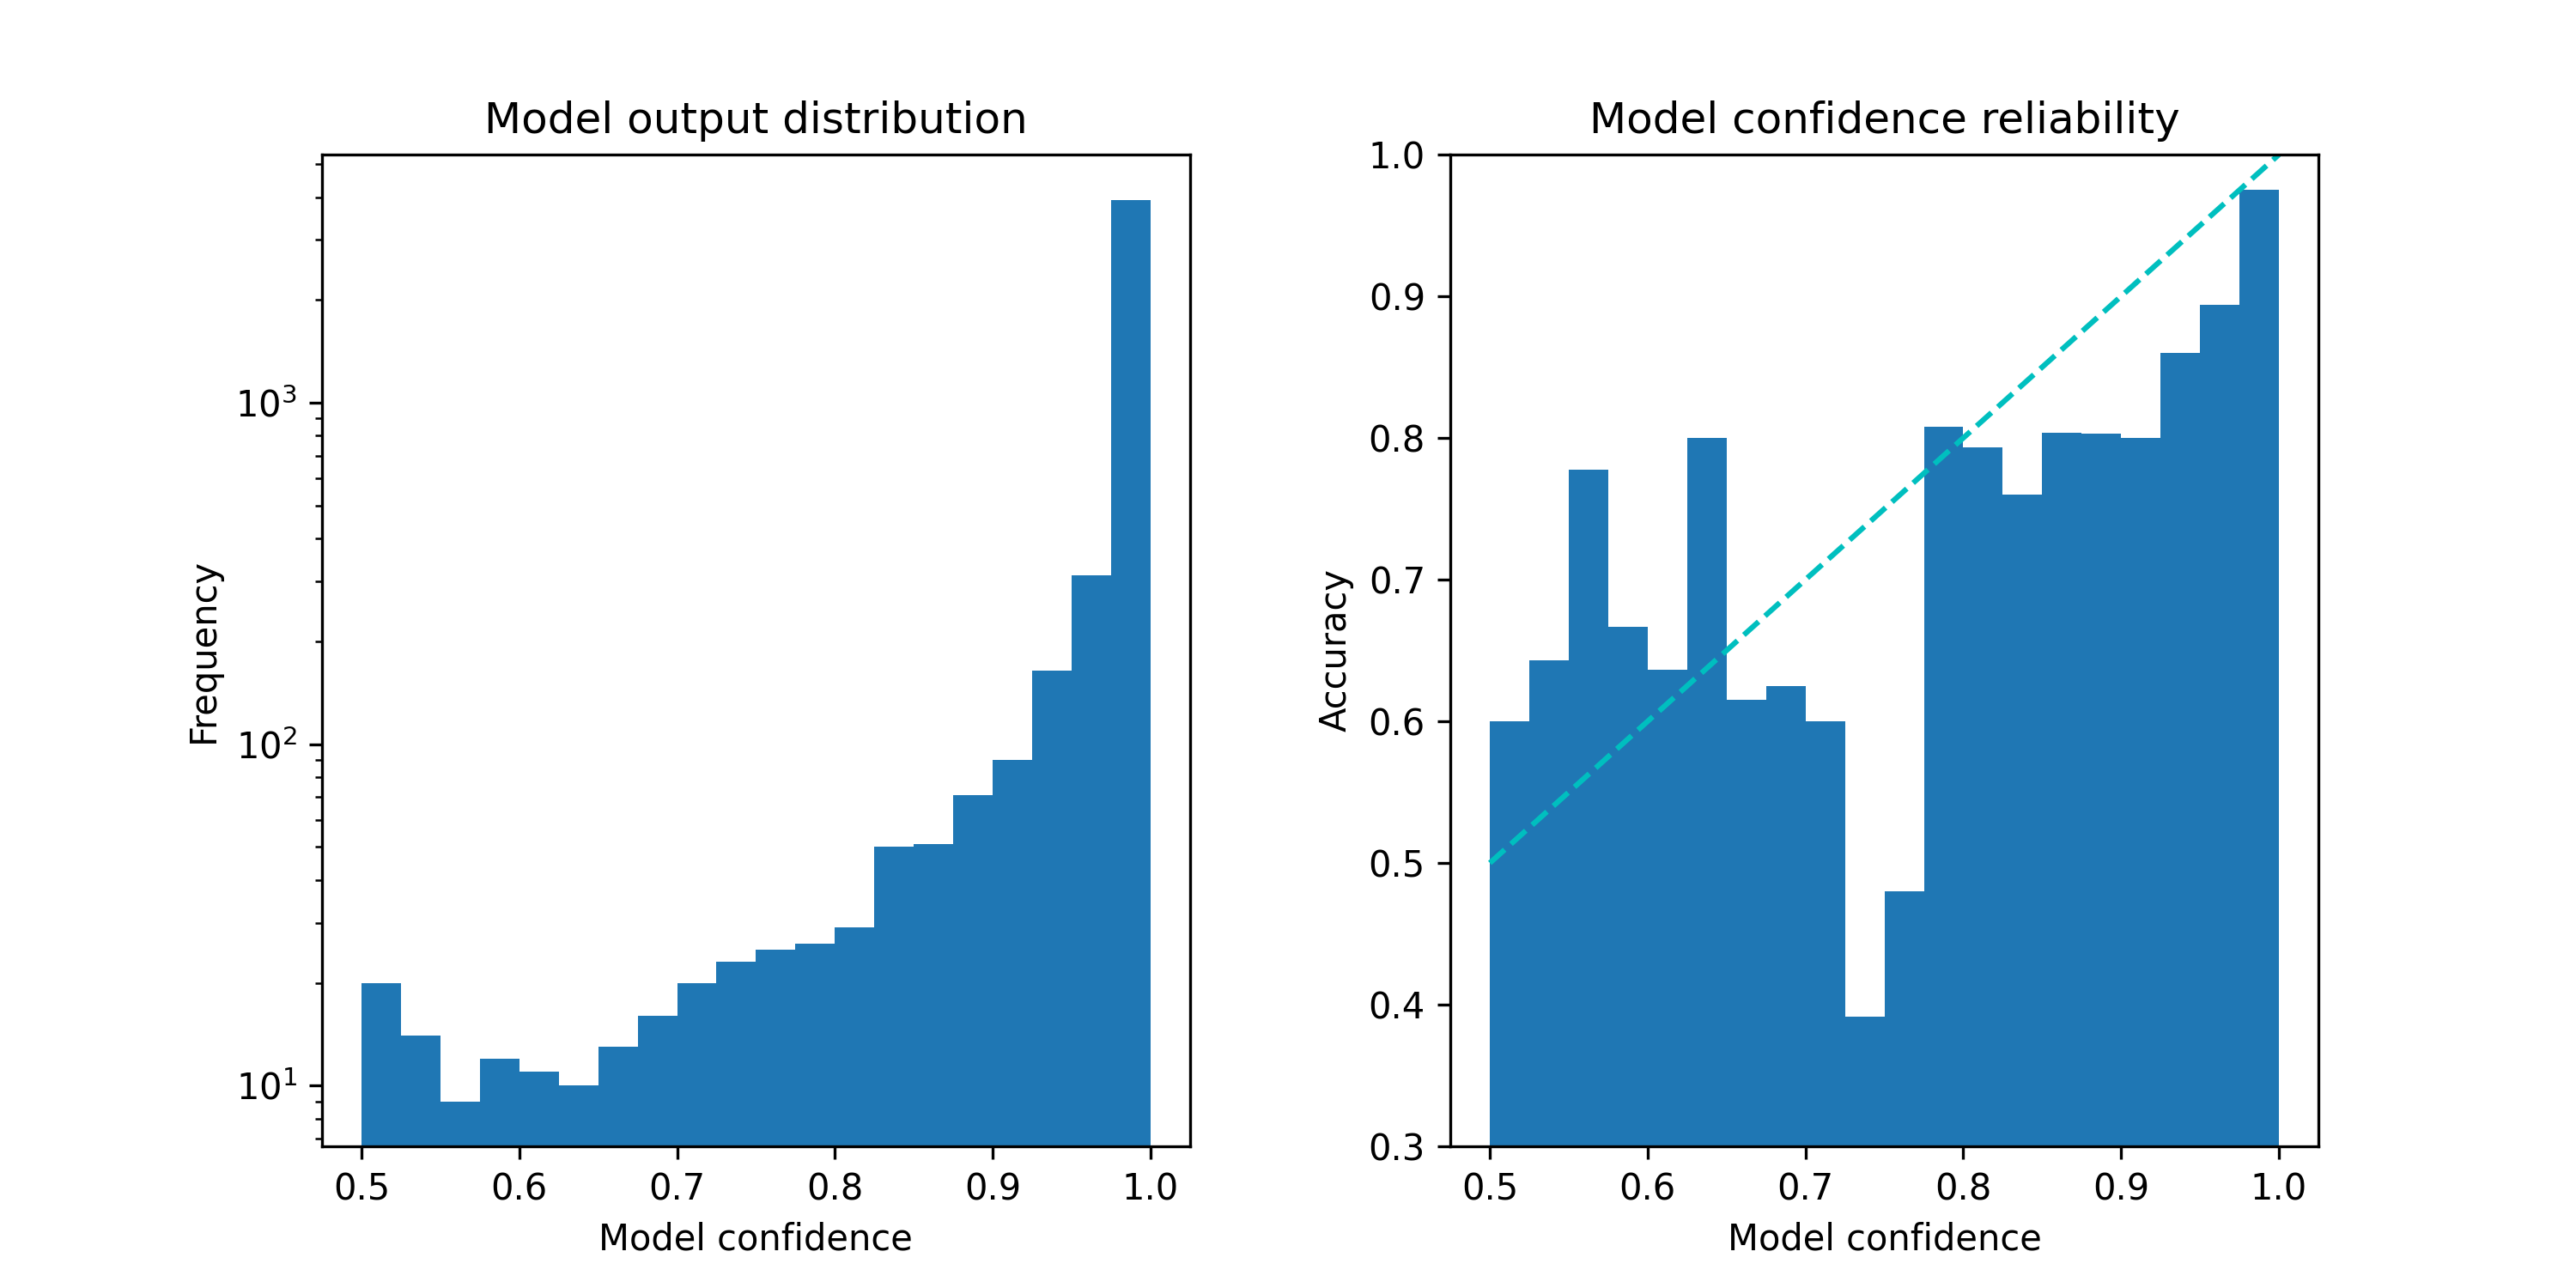 Model output distribution
Frequency
10³
10²
10¹
0.5 0.6 0.7 0.8 0.9 1.0
Model confidence
Model confidence reliability
Accuracy
1.0
0.9
0.8
0.7
0.6
0.5
0.4
0.3
0.5 0.6 0.7 0.8 0.9 1.0
Model confidence